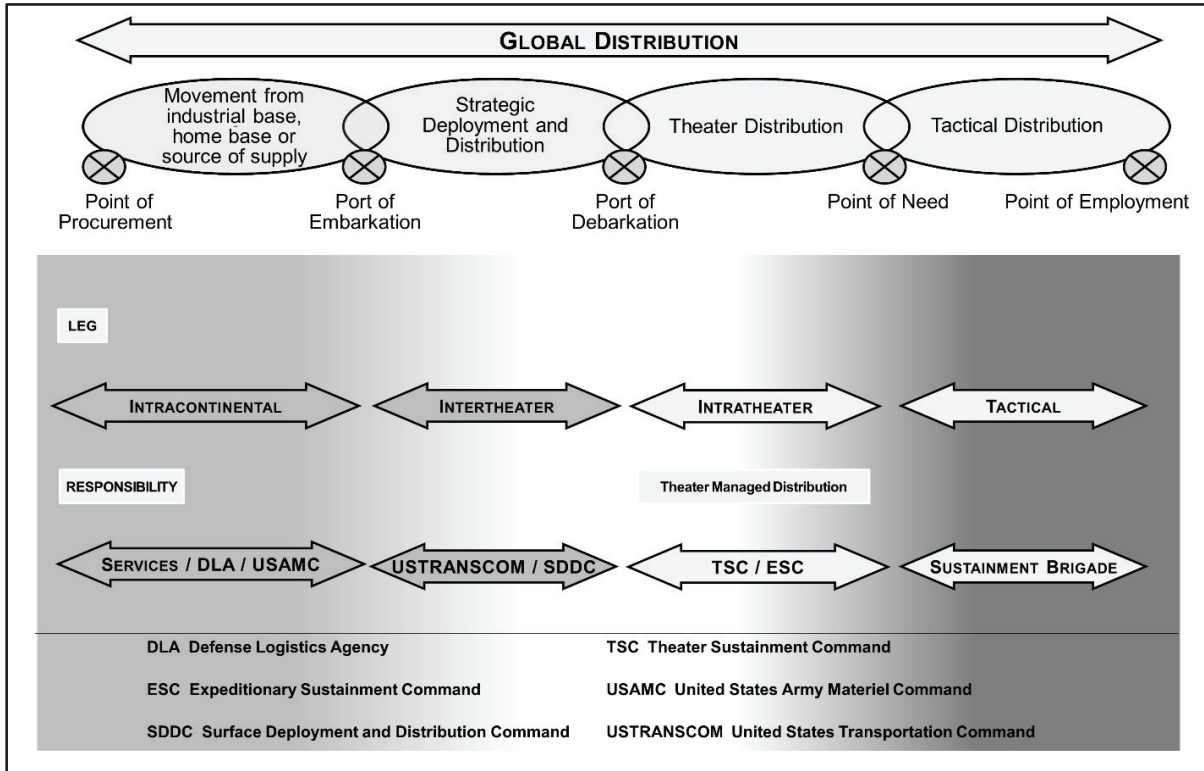 GLOBAL DISTRIBUTION
Movement from
industrial base,
home base or
source of supply
Strategic
Deployment and
Distribution
Theater Distribution
Tactical Distribution
Point of
Procurement
Port of
Embarkation
Port of
Debarkation
Point of Need
Point of Employment
LEG
INTRACONTINENTAL
INTERTHEATER
INTRATHEATER
TACTICAL
RESPONSIBILITY
Theater Managed Distribution
SERVICES / DLA / USAMC
USTRANSCOM / SDDC
TSC / ESC
SUSTAINMENT BRIGADE
DLA Defense Logistics Agency
TSC Theater Sustainment Command
ESC Expeditionary Sustainment Command
USAMC United States Army Materiel Command
SDDC Surface Deployment and Distribution Command
USTRANSCOM United States Transportation Command